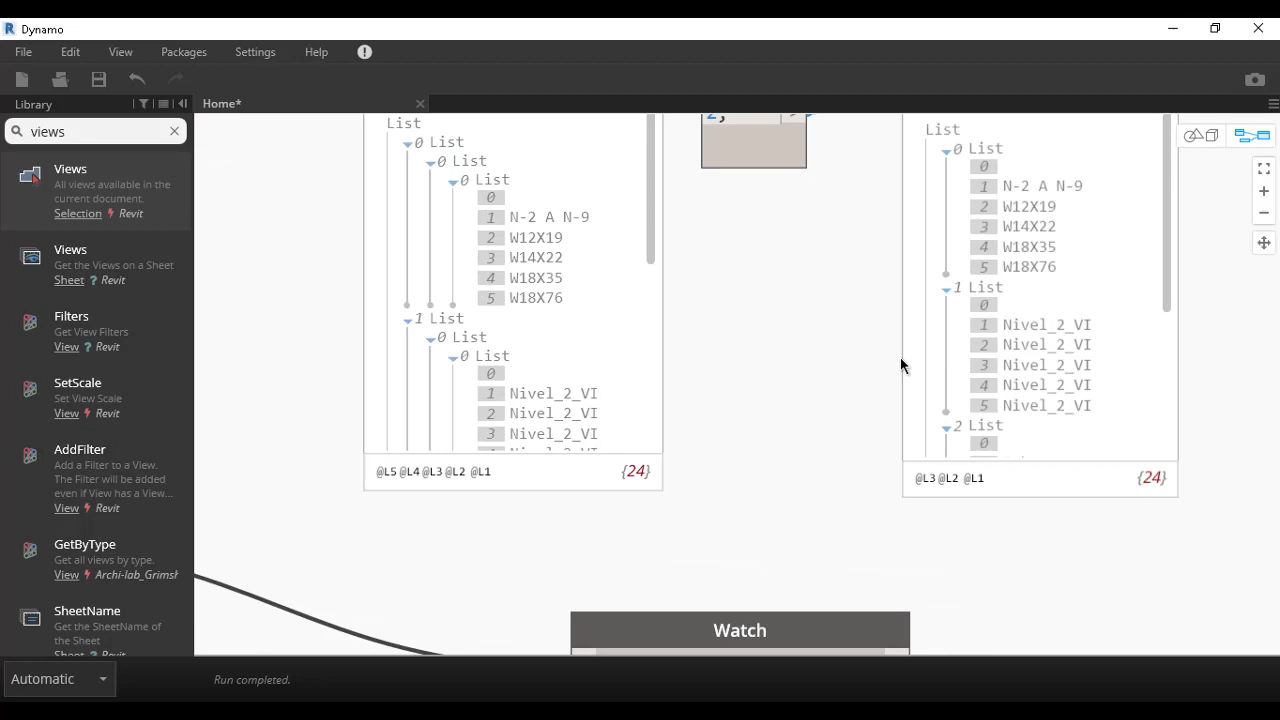 Dynamo
File Edit View Packages Settings Help
Library
Home*
views
Views
All views available in the
current document.
Selection Revit
Views
Get the Views on a Sheet
Sheet ? Revit
Filters
Get View Filters
View ? Revit
SetScale
Set View Scale
View Revit
AddFilter
Add a Filter to a View.
The Filter will be added
even if View has a View...
View Revit
GetByType
Get all views by type.
View Archi-lab_Grimsh
SheetName
Get the SheetName of
the Sheet
Sheet ? Revit
List
0 List
0 List
0 List
0
1 N-2 A N-9
2 W12X19
3 W14X22
4 W18X35
5 W18X76
1 List
0 List
0 List
0
1 Nivel_2_VI
2 Nivel_2_VI
3 Nivel_2_VI
@L5 @L4 @L3 @L2 @L1 {24}
List
0 List
0
1 N-2 A N-9
2 W12X19
3 W14X22
4 W18X35
5 W18X76
1 List
0
1 Nivel_2_VI
2 Nivel_2_VI
3 Nivel_2_VI
4 Nivel_2_VI
5 Nivel_2_VI
2 List
0
@L3 @L2 @L1 {24}
Watch
Automatic
Run completed.